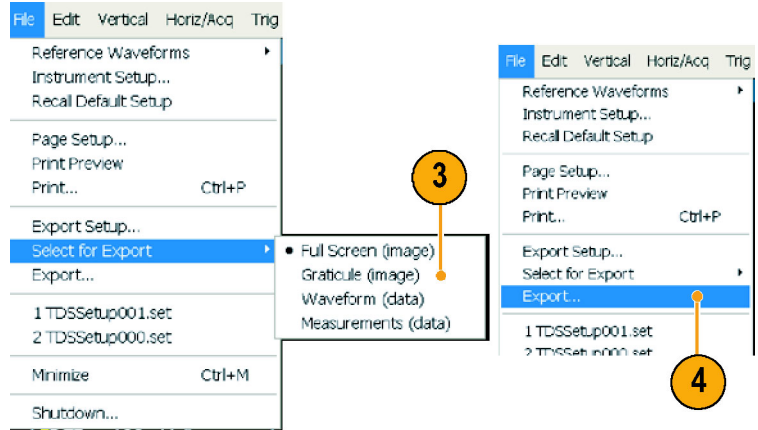 File Edit Vertical Horiz/Acq Trig
Reference Waveforms
Instrument Setup...
Recall Default Setup
Page Setup...
Print Preview
Print... Ctrl+P
Export Setup...
Select for Export
Export...
1 TDSSetup001.set
2 TDSSetup000.set
Minimize Ctrl+M
Shutdown...
3
Full Screen (image)
Graticule (image)
Waveform (data)
Measurements (data)
File Edit Vertical Horiz/Acq Trig
Reference Waveforms
Instrument Setup...
Recall Default Setup
Page Setup...
Print Preview
Print... Ctrl+P
Export Setup...
Select for Export
Export...
1 TDSSetup001.set
2 TDSSetup000.set
4